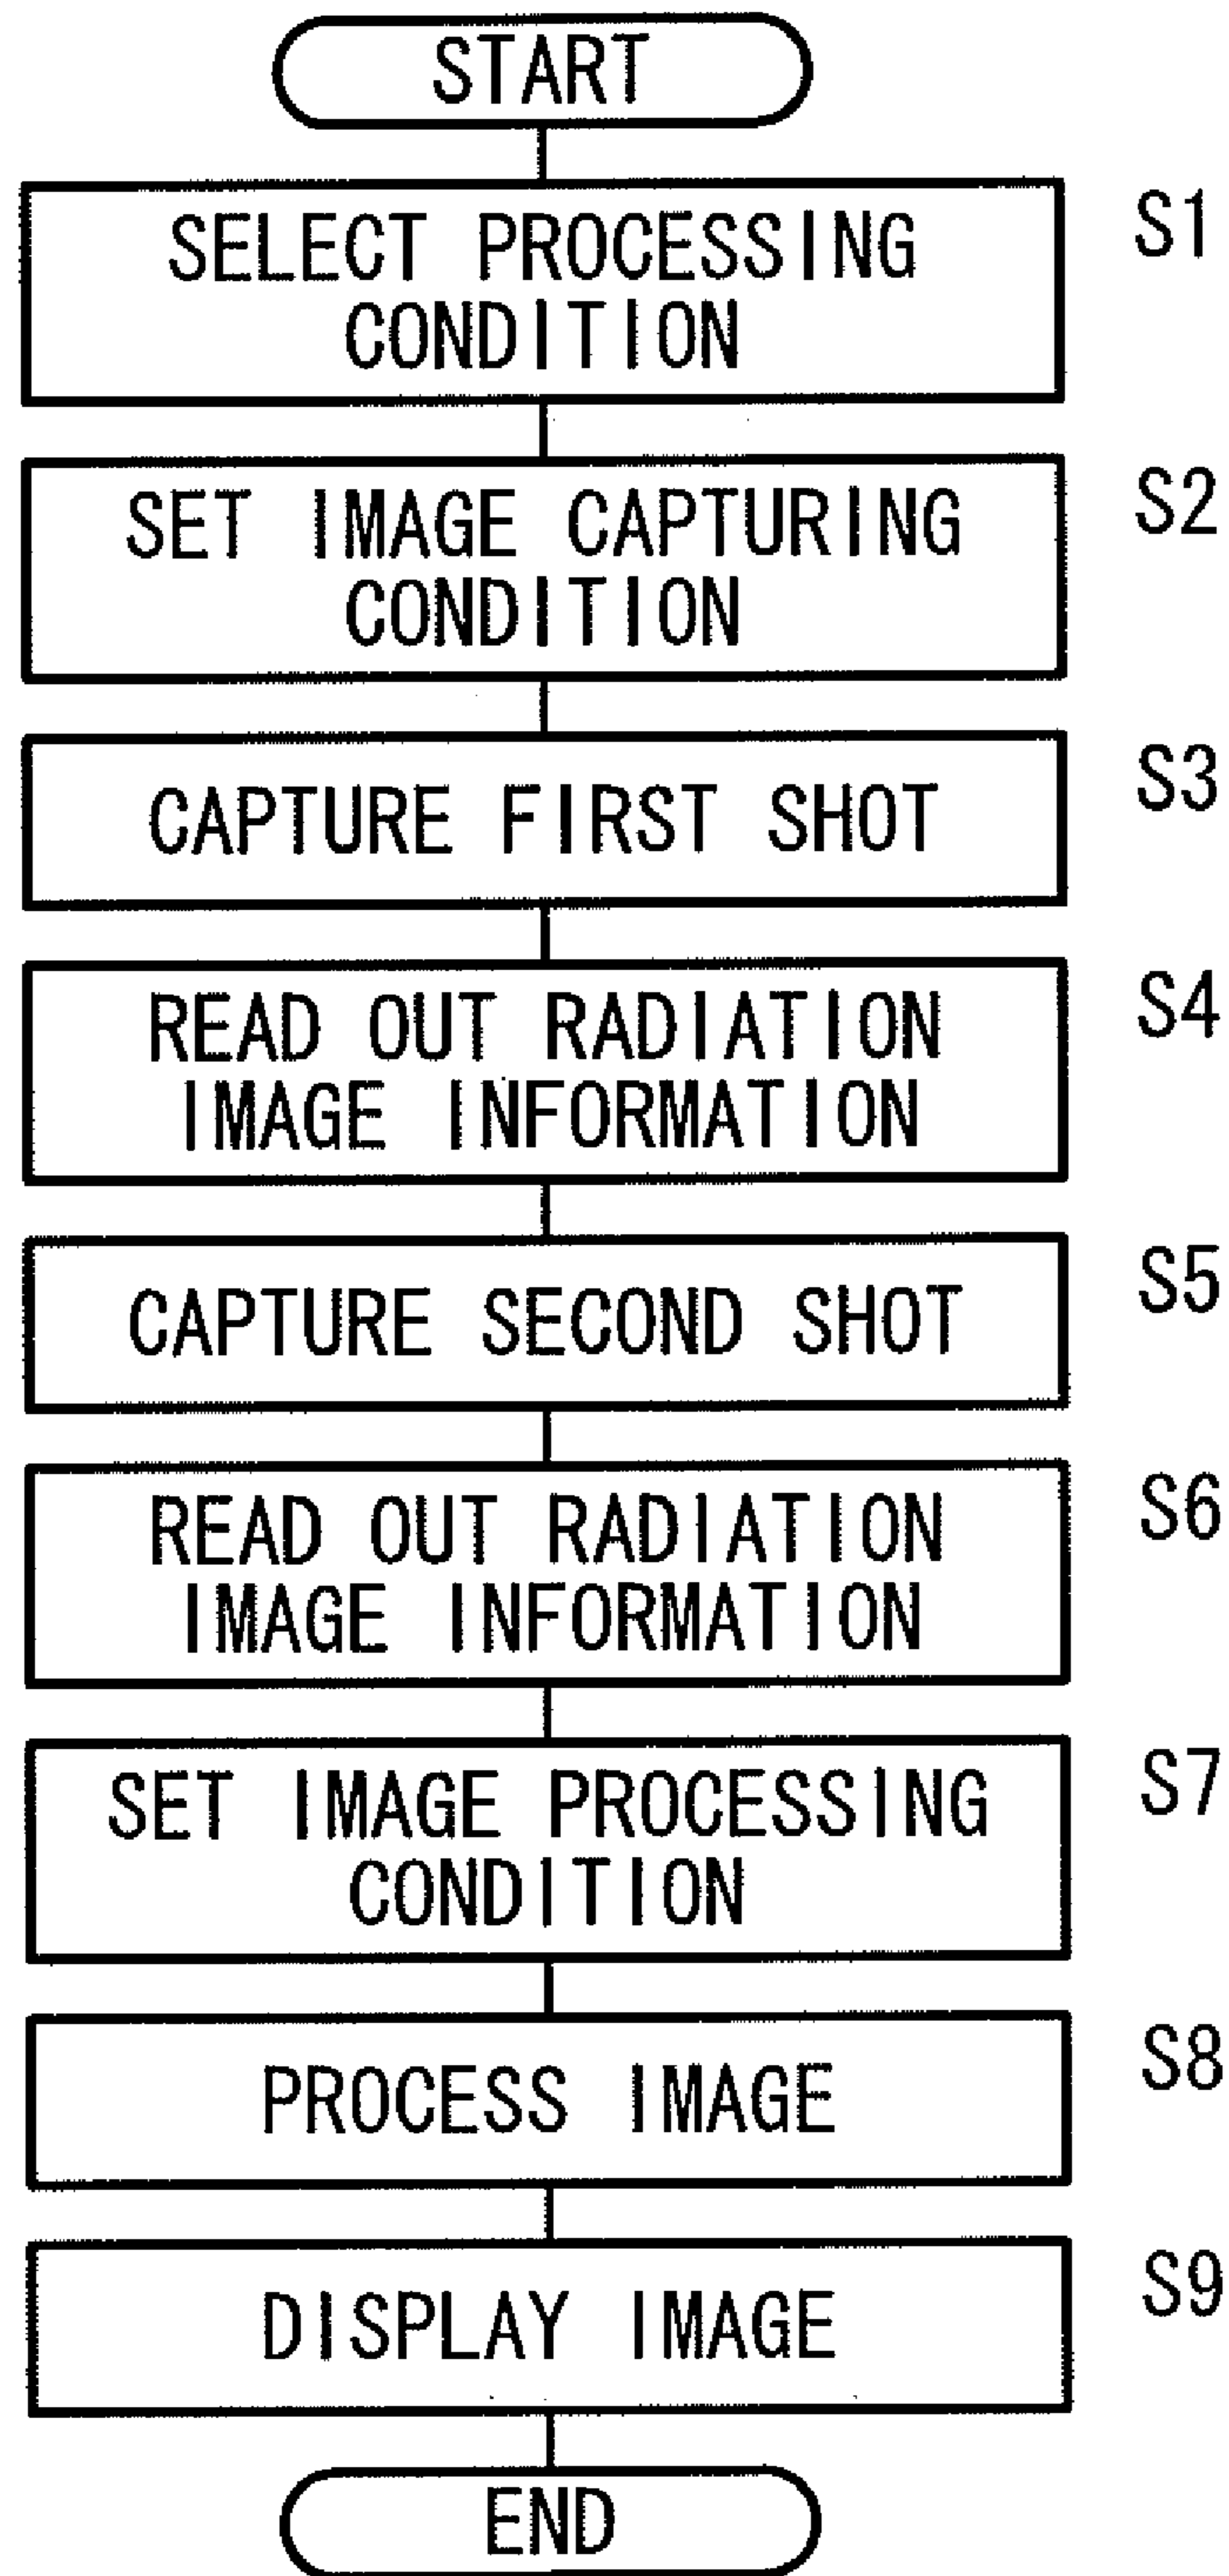 START
SELECT PROCESSING
CONDITION
S1
SET IMAGE CAPTURING
CONDITION
S2
CAPTURE FIRST SHOT
S3
READ OUT RADIATION
IMAGE INFORMATION
S4
CAPTURE SECOND SHOT
S5
READ OUT RADIATION
IMAGE INFORMATION
S6
SET IMAGE PROCESSING
CONDITION
S7
PROCESS IMAGE
S8
DISPLAY IMAGE
S9
END